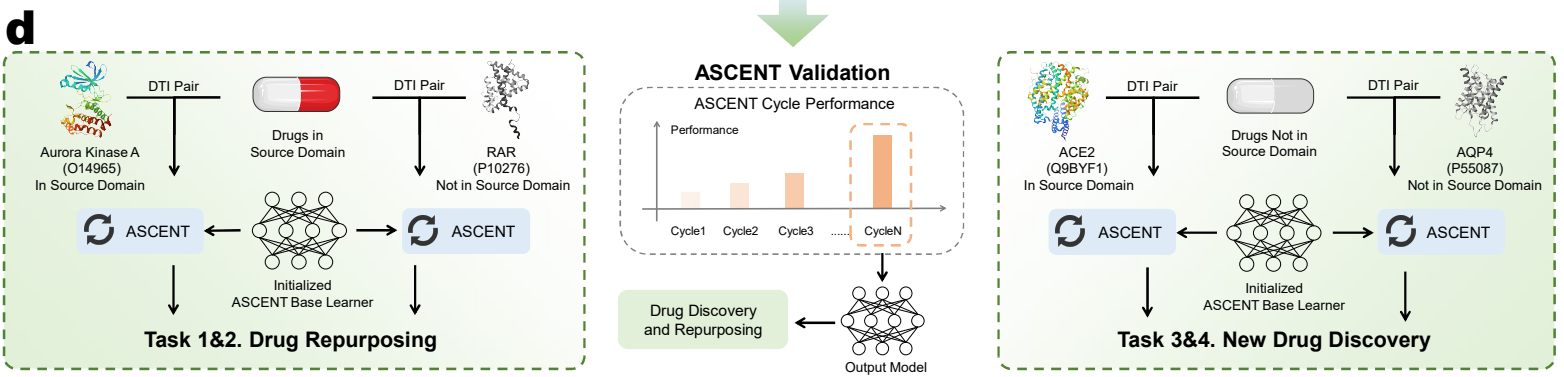 d
DTI Pair
DTI Pair
Aurora Kinase A
(O14965)
In Source Domain
Drugs in
Source Domain
RAR
(P10276)
Not in Source Domain
ASCENT
ASCENT
Initialized
ASCENT Base Learner
Task 1&2. Drug Repurposing
ASCENT Validation
ASCENT Cycle Performance
Performance
Cycle1
Cycle2
Cycle3
......
CycleN
Drug Discovery
and Repurposing
Output Model
DTI Pair
DTI Pair
ACE2
(Q9BYF1)
In Source Domain
Drugs Not in
Source Domain
AQP4
(P55087)
Not in Source Domain
ASCENT
ASCENT
Initialized
ASCENT Base Learner
Task 3&4. New Drug Discovery